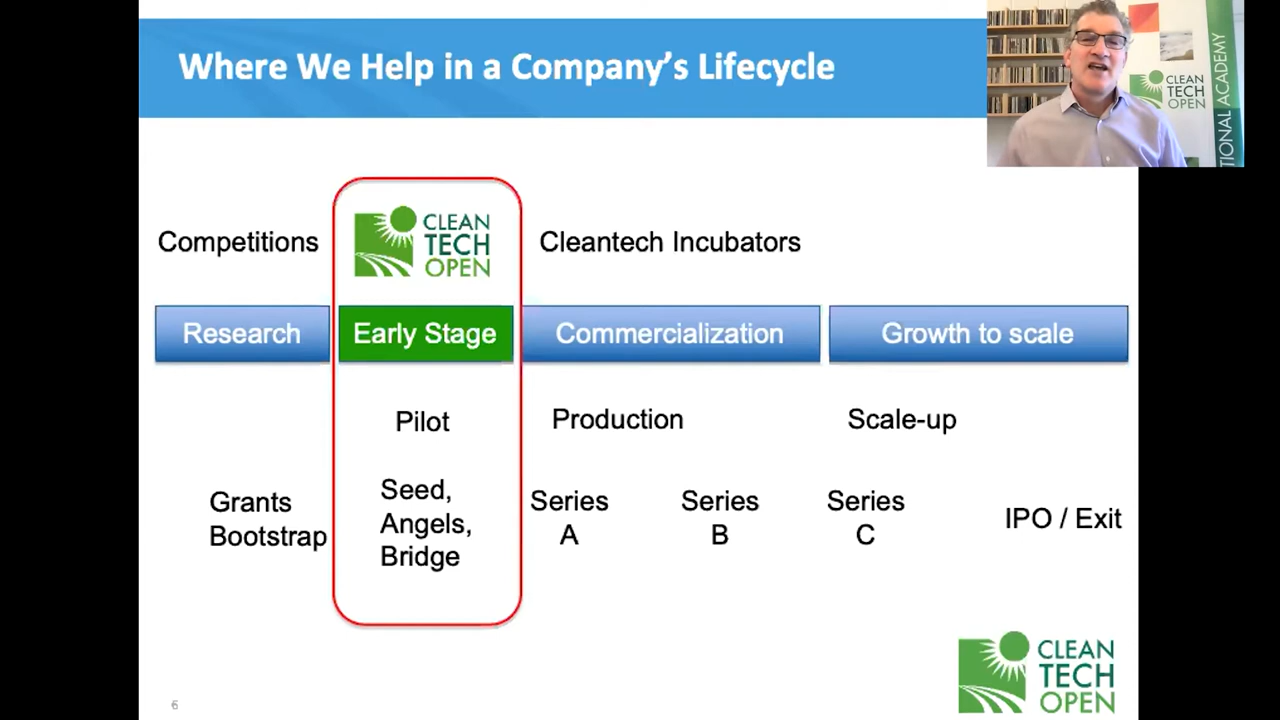 Where We Help in a Company's Lifecycle
CLEAN
TECH
OPEN
TIONAL ACADEMY
Competitions
CLEAN
TECH
OPEN
Cleantech Incubators
Research
Early Stage
Commercialization
Growth to scale
Pilot
Production
Scale-up
Grants
Bootstrap
Seed,
Angels,
Bridge
Series
A
Series
B
Series
C
IPO / Exit
CLEAN
TECH
OPEN
6